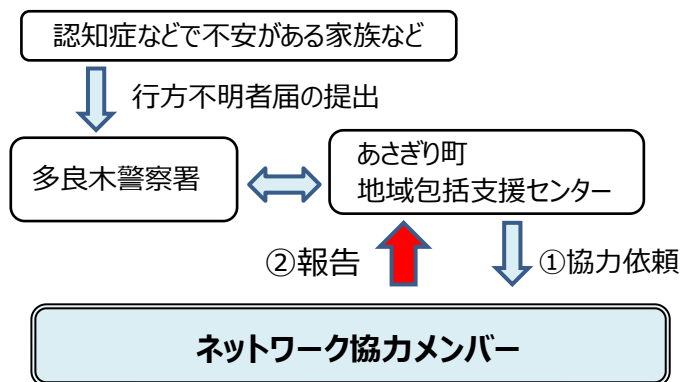 認知症などで不安がある家族など
行方不明者届の提出
多良木警察署
あさぎり町
地域包括支援センター
②報告
①協力依頼
ネットワーク協力メンバー